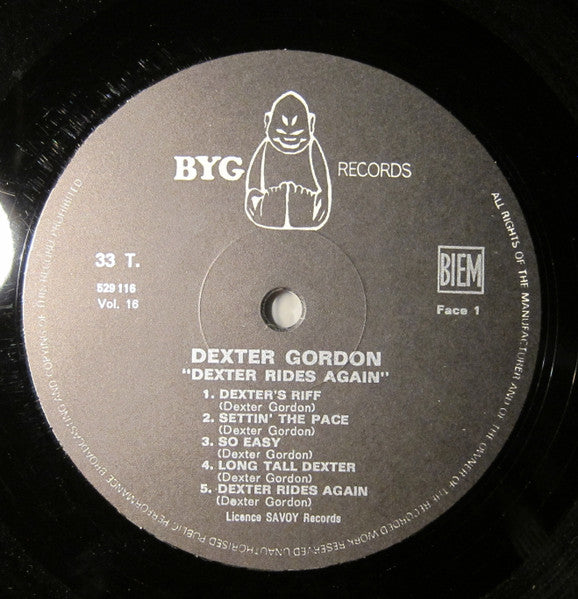 BYG RECORDS
33 T.
529 116
Vol. 16
BIEM
Face 1
DEXTER GORDON
"DEXTER RIDES AGAIN"
1. DEXTER'S RIFF
(Dexter Gordon)
2. SETTIN' THE PACE
(Dexter Gordon)
3. SO EASY
(Dexter Gordon)
4. LONG TALL DEXTER
(Dexter Gordon)
5. DEXTER RIDES AGAIN
(Dexter Gordon)
Licence SAVOY Records
ALL RIGHTS OF THE MANUFACTURER AND OF THE OWNER OF THE RECORDED WORK RESERVED UNAUTHORISED PUBLIC PERFORMANCE BROADCASTING AND COPYING OF THIS RECORD PROHIBITED